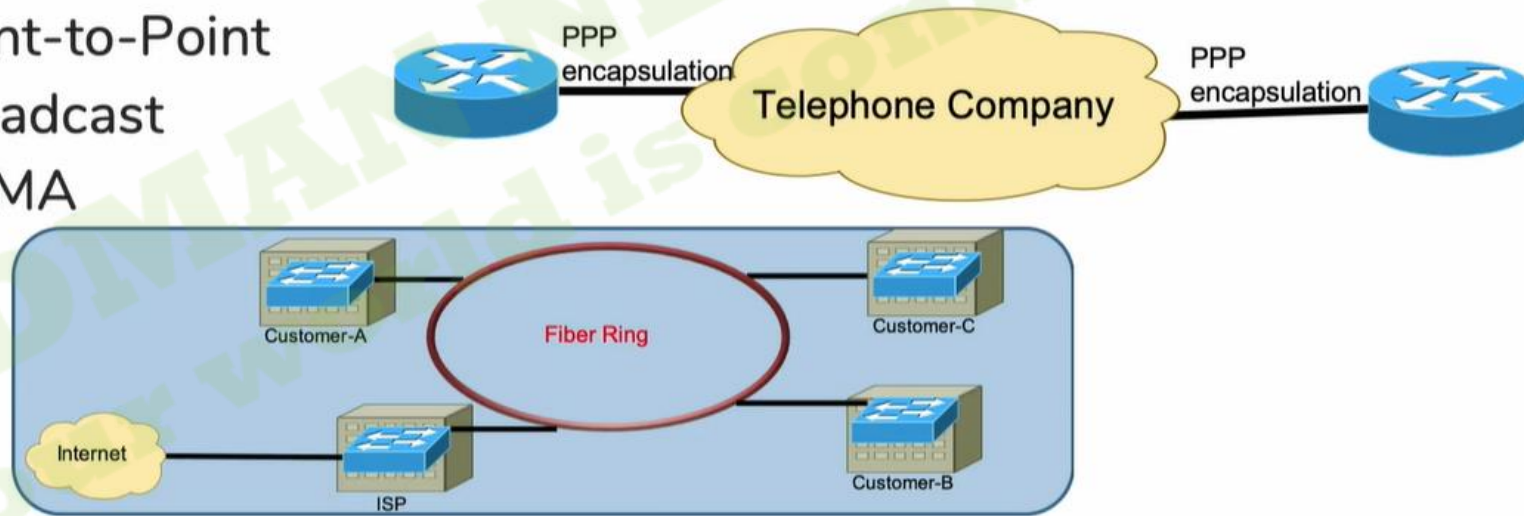 nt-to-Point
adcast
MA
PPP
encapsulation
Telephone Company
PPP
encapsulation
Customer-A
Fiber Ring
Customer-C
Internet
ISP
Customer-B